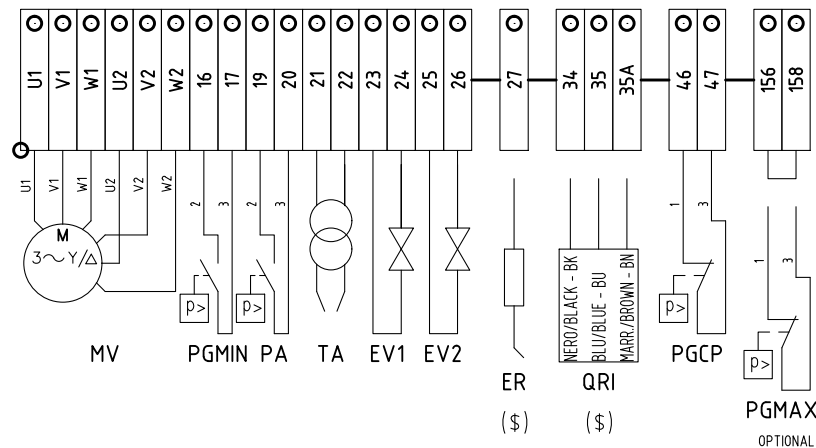 U1 V1 W1 U2 V2 W2 16 17 19 20 21 22 23 24 25 26 27 34 35 35A 46 47 156 158
U1 V1 W1 U2 V2 W2 2 3 2 3 1 3 1 3
M
3~Y/△
NERO/BLACK - BK
BLU/BLUE - BU
MARR./BROWN - BN
p> p> p> p>
MV PGMIN PA TA EV1 EV2 PGCP
ER QRI
($) ($)
PGMAX
OPTIONAL